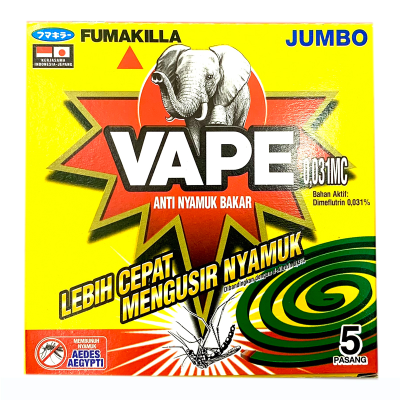 フマキラー
FUMAKILLA
JUMBO
KERJASAMA
INDONESIA-JEPANG
VAPE
0,031MC
ANTI NYAMUK BAKAR
Bahan Aktif:
Dimeflutrin 0,031%
LEBIH CEPAT
MENGUSIR NYAMUK
MEMBUNUH
NYAMUK
AEDES
AEGYPTI
5
PASANG